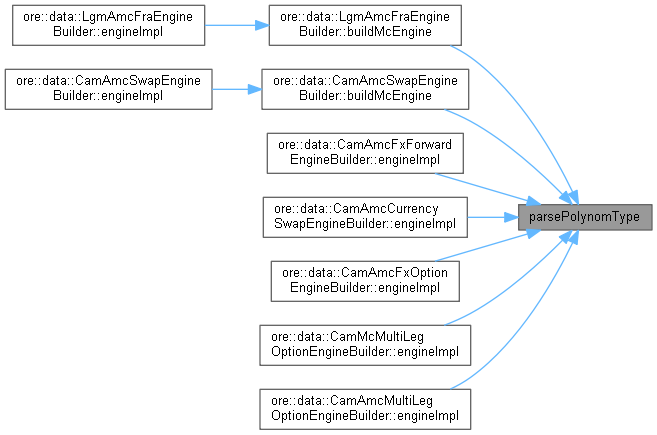 ore::data::LgmAmcFraEngine
Builder::engineImpl
ore::data::LgmAmcFraEngine
Builder::buildMcEngine
ore::data::CamAmcSwapEngine
Builder::engineImpl
ore::data::CamAmcSwapEngine
Builder::buildMcEngine
ore::data::CamAmcFxForward
EngineBuilder::engineImpl
ore::data::CamAmcCurrency
SwapEngineBuilder::engineImpl
parsePolynomType
ore::data::CamAmcFxOption
EngineBuilder::engineImpl
ore::data::CamMcMultiLeg
OptionEngineBuilder::engineImpl
ore::data::CamAmcMultiLeg
OptionEngineBuilder::engineImpl